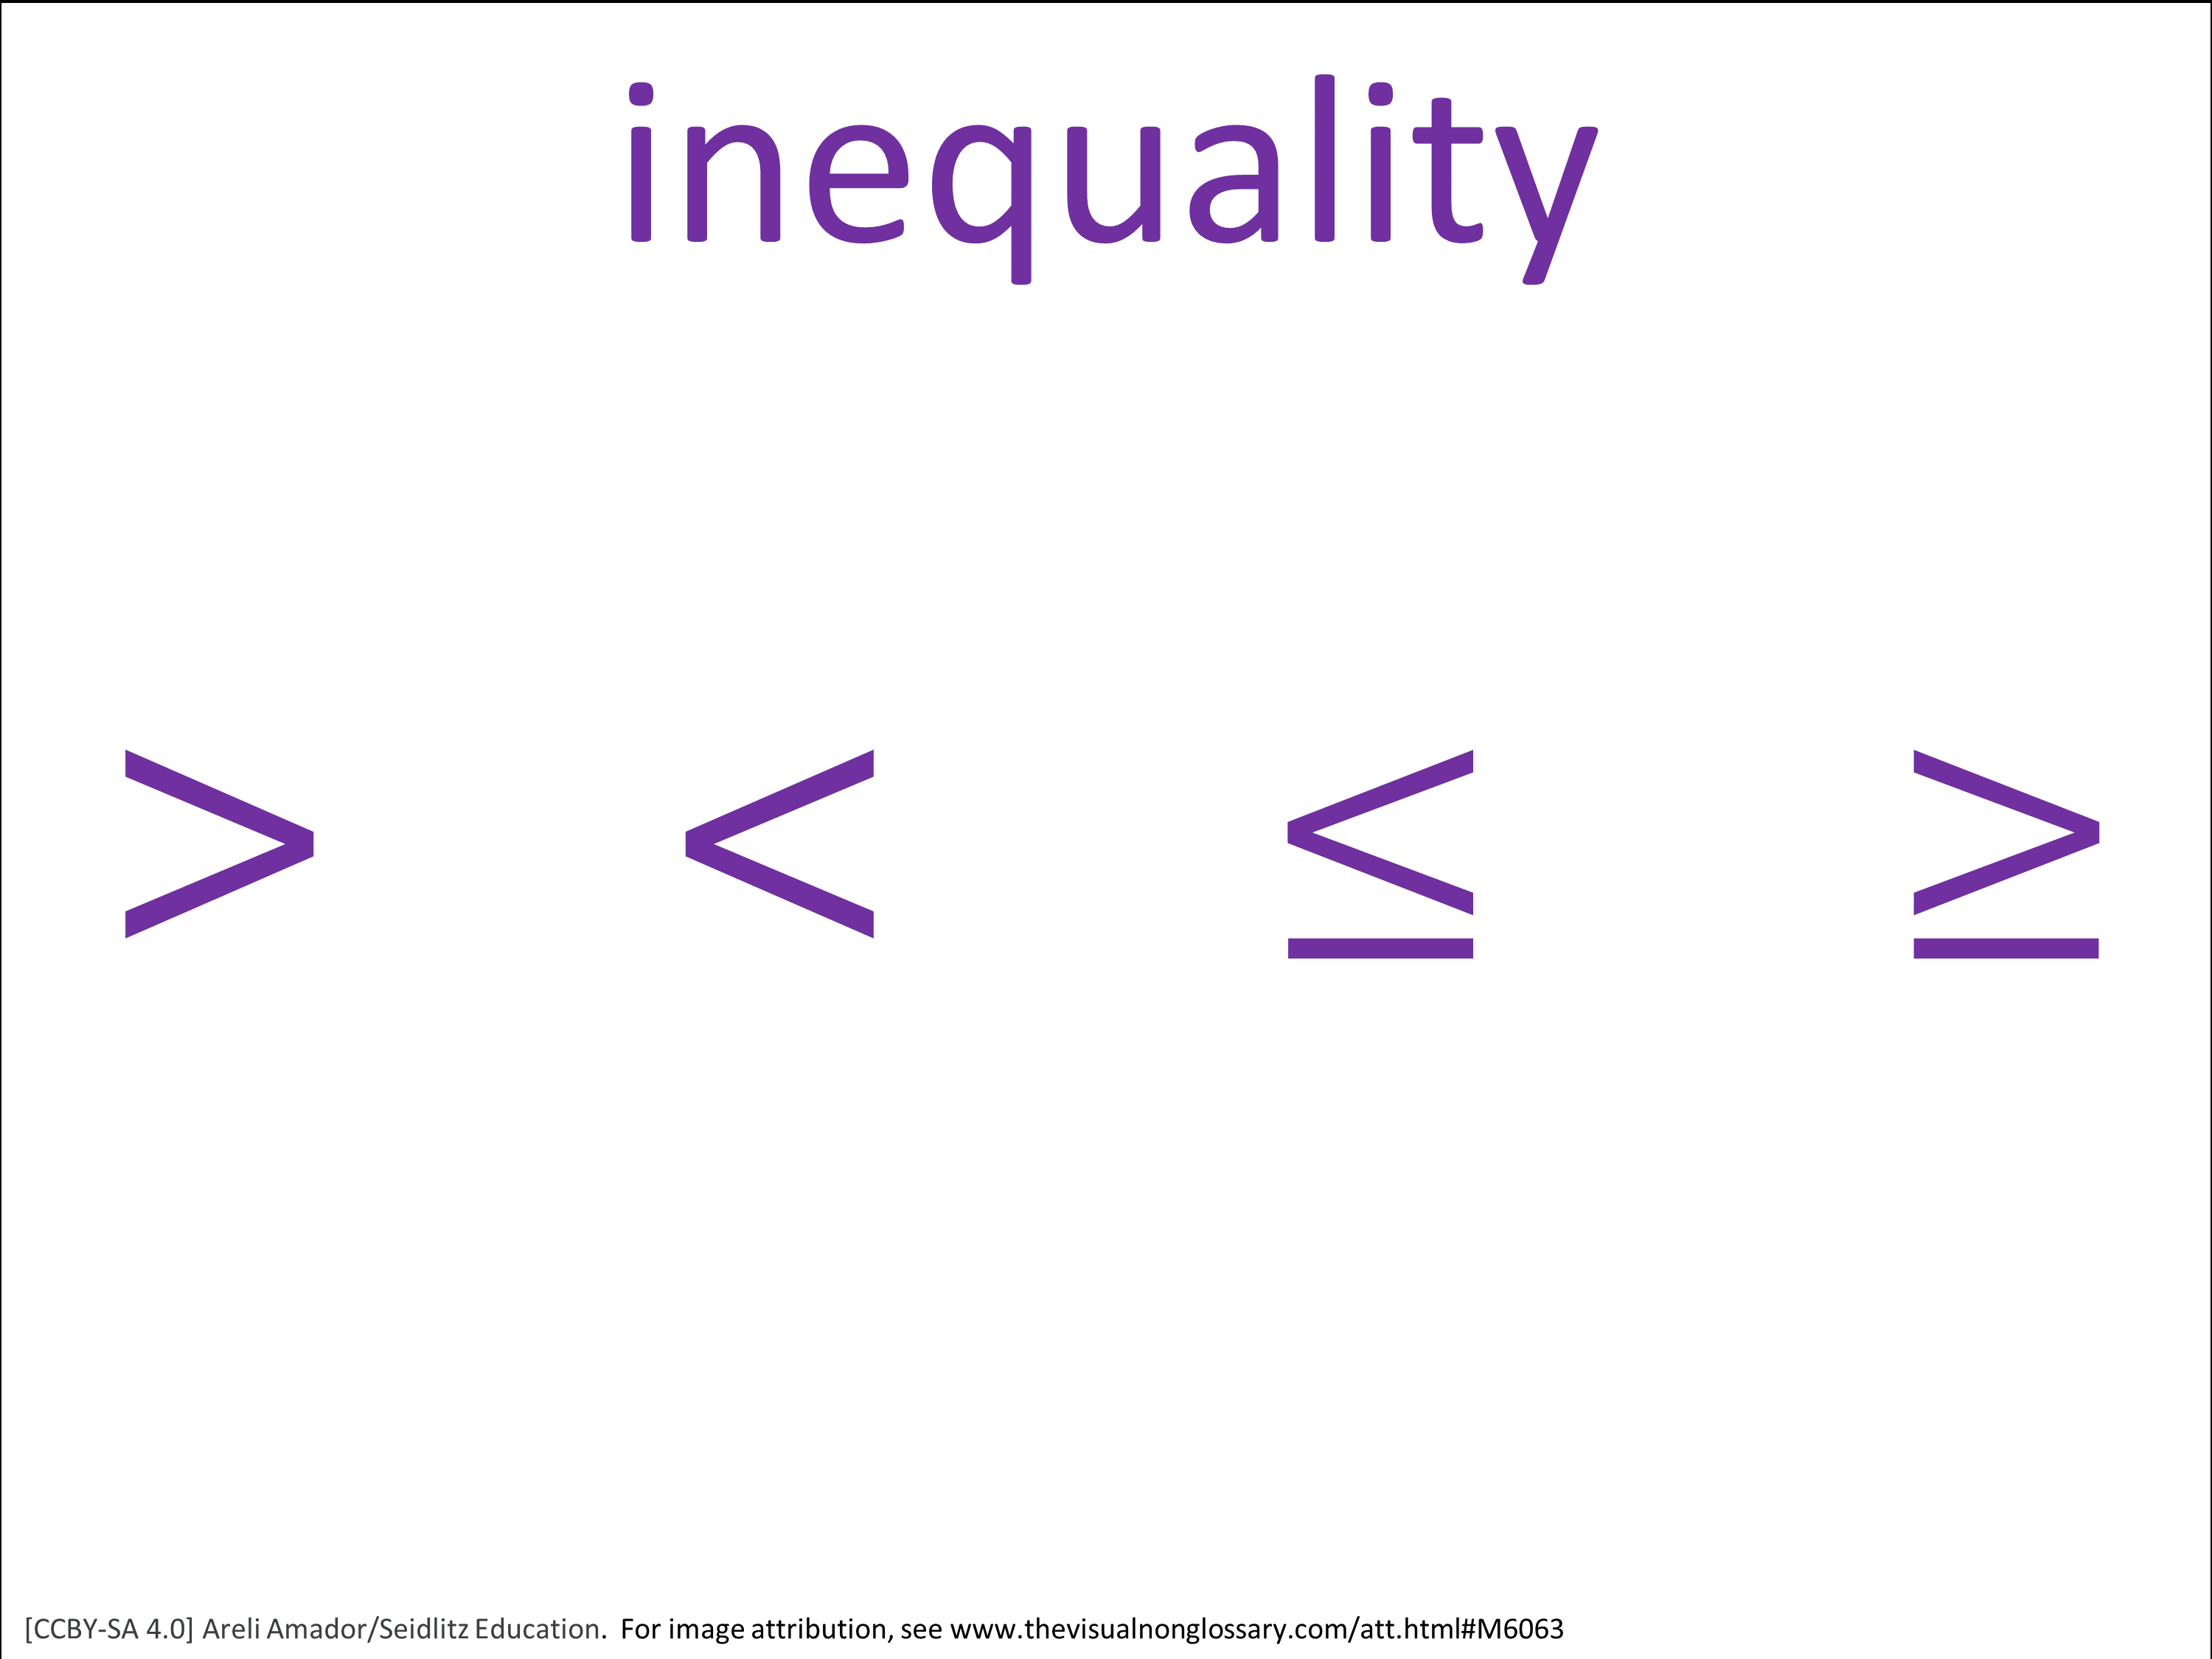 inequality
> < ≤ ≥
[CCBY-SA 4.0] Areli Amador/Seidlitz Education.  For image attribution, see www.thevisualnonglossary.com/att.html#M6063